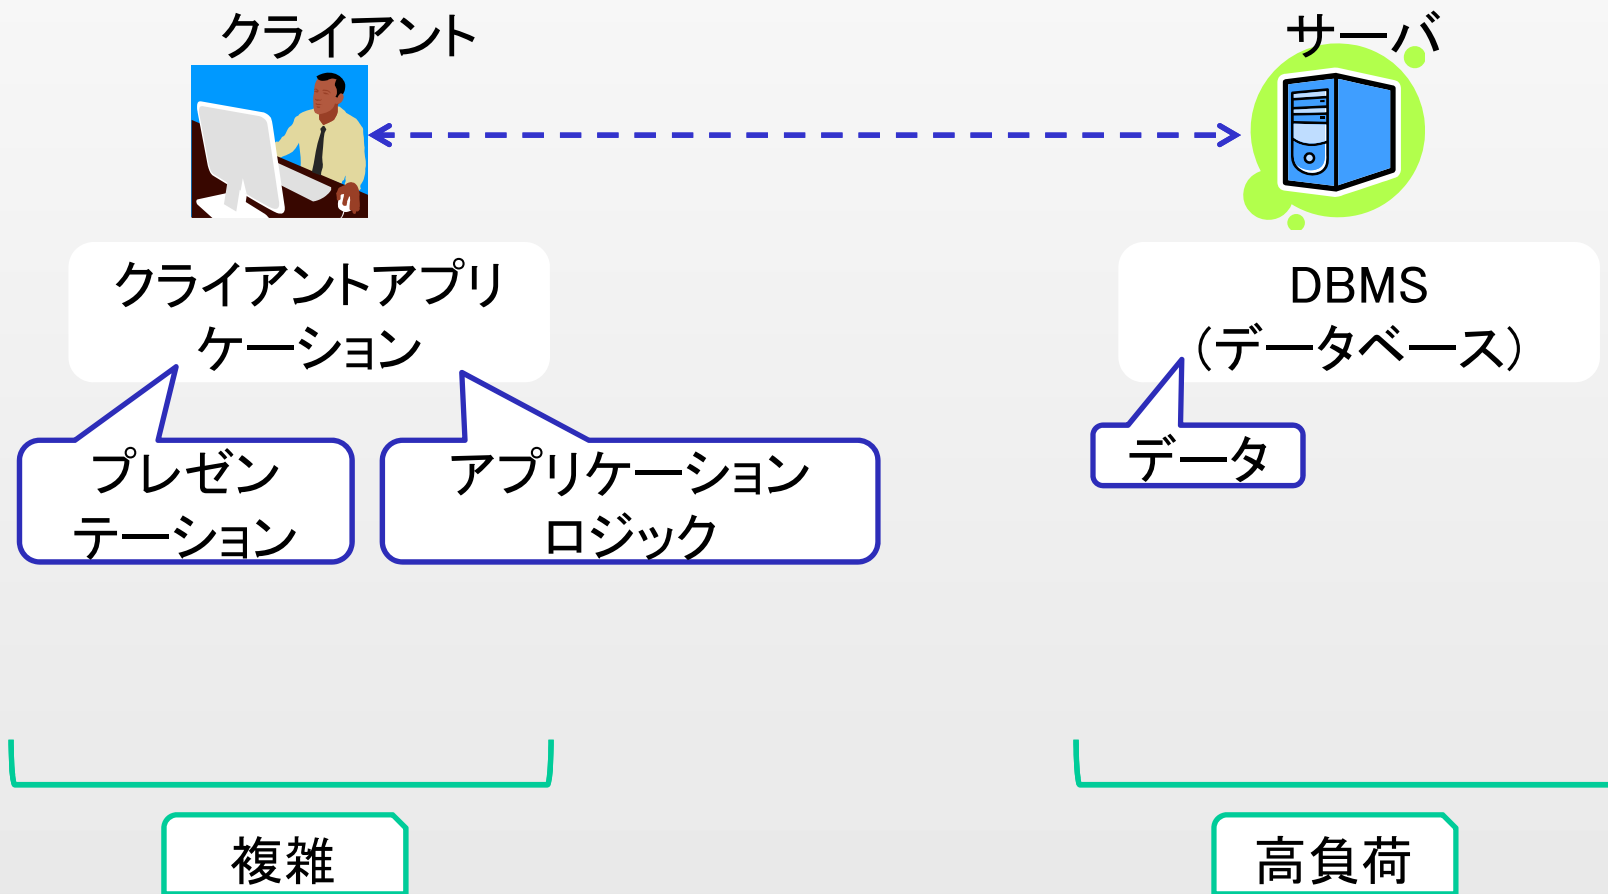 クライアント
サーバ
クライアントアプリ
ケーション
DBMS
(データベース)
プレゼン
テーション
アプリケーション
ロジック
データ
複雑
高負荷